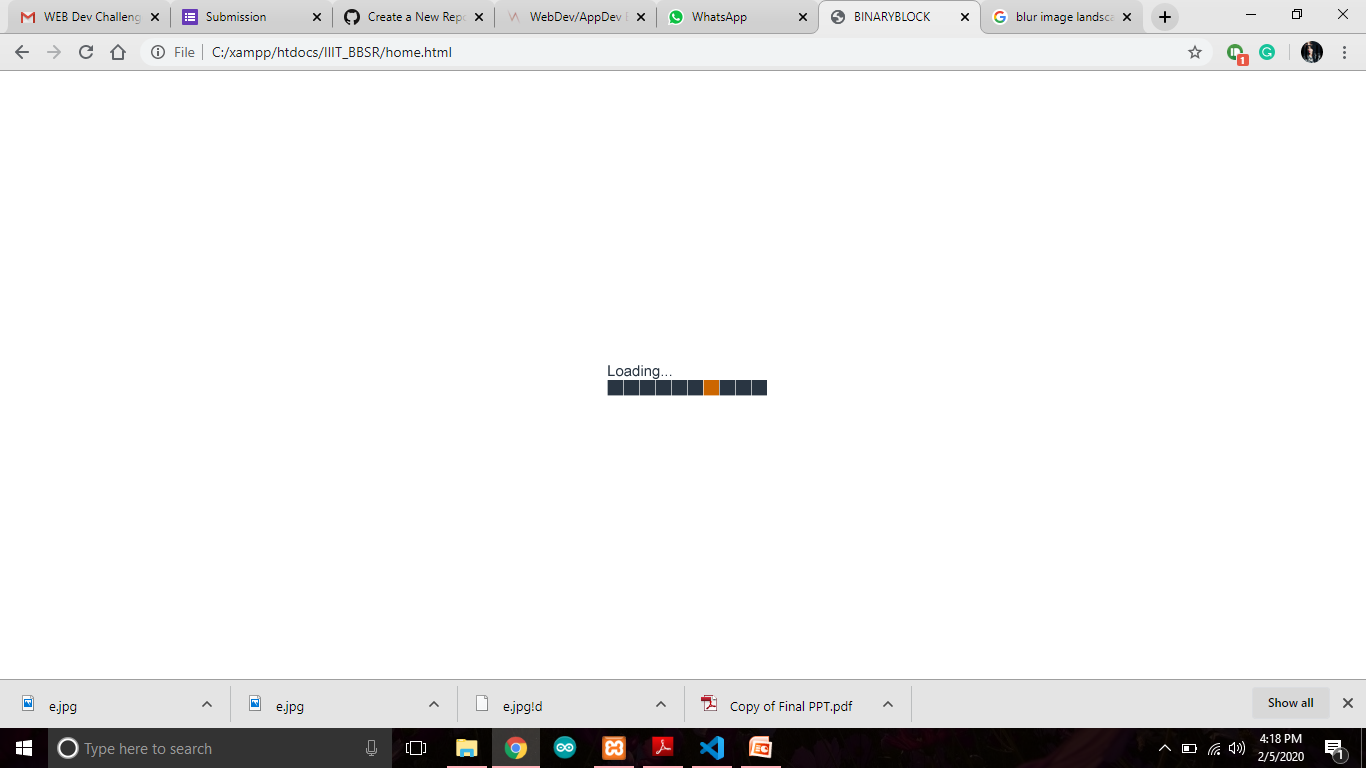 WEB Dev Challeng
Submission
Create a New Repo
WebDev/AppDev
WhatsApp
BINARYBLOCK
blur image landsca
File
C:/xampp/htdocs/IIIT_BBSR/home.html
1
Loading...
e.jpg
e.jpg
e.jpg!d
Copy of Final PPT.pdf
Show all
Type here to search
4:18 PM
2/5/2020
1